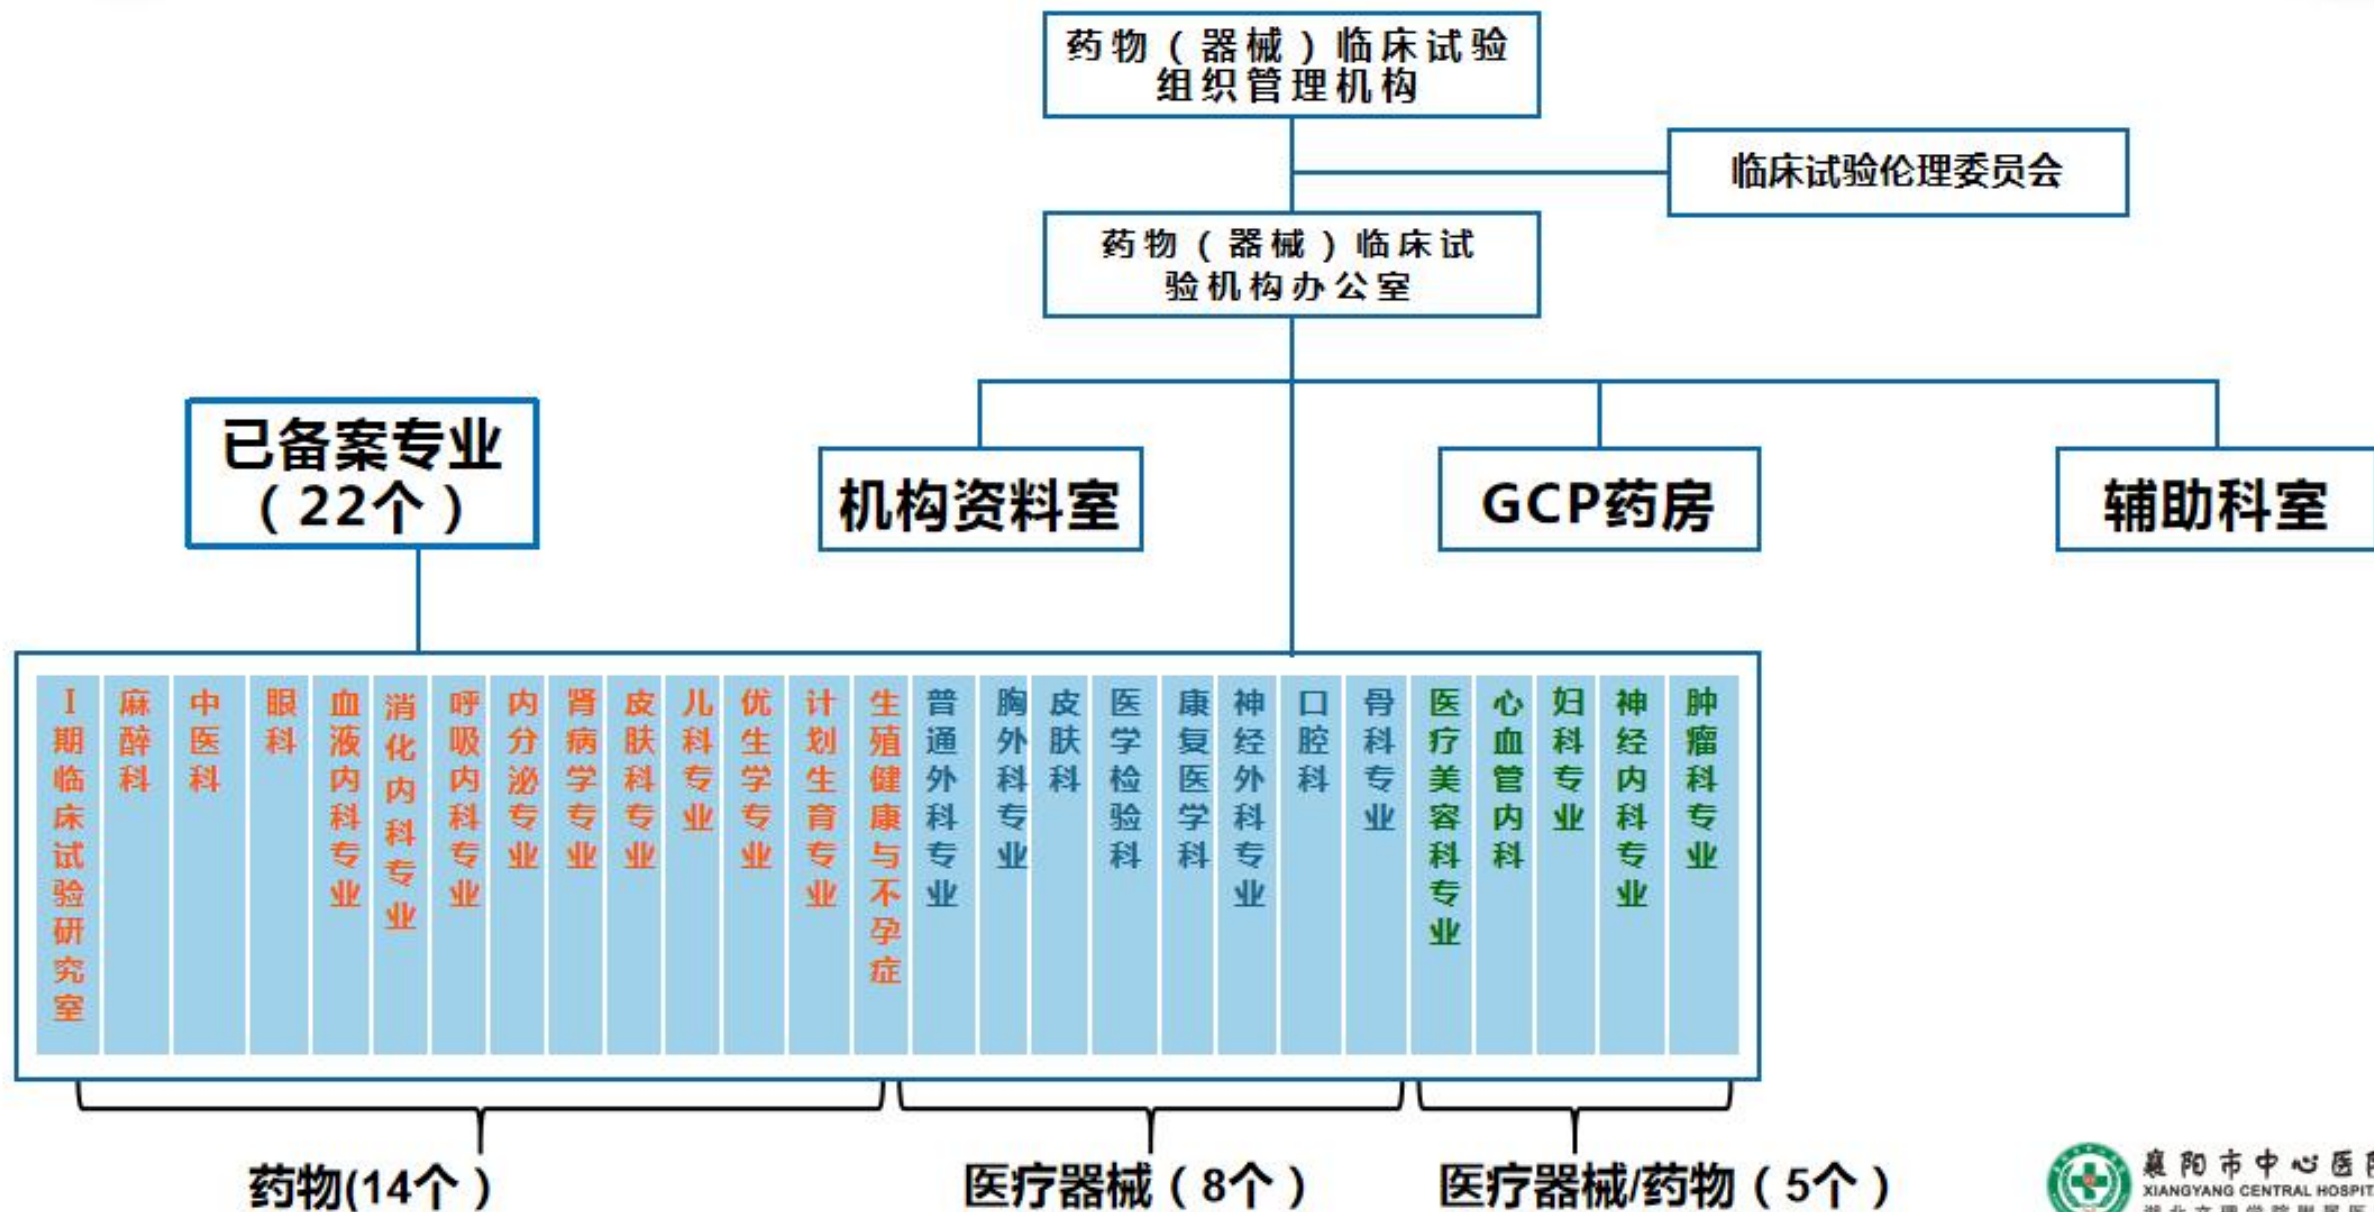 药物（器械）临床试验
组织管理机构
临床试验伦理委员会
药物（器械）临床试
验机构办公室
已备案专业
（22个）
机构资料室
GCP药房
辅助科室
I期临床试验研究室
麻醉科
中医科
眼科
血液内科专业
消化内科专业
呼吸内科专业
内分泌专业
肾病学专业
皮肤科专业
儿科专业
优生学专业
计划生育专业
生殖健康与不孕症
普通外科专业
胸外科专业
皮肤科
医学检验科
康复医学科
神经外科专业
口腔科
骨科专业
医疗美容科专业
心血管内科
妇科专业
神经内科专业
肿瘤科专业
药物(14个）
医疗器械（8个）
医疗器械/药物（5个）
襄阳市中心医院
XIANGYANG CENTRAL HOSPIT